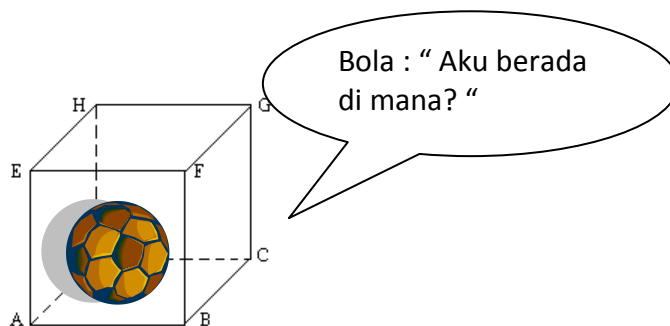 Bola : “ Aku berada
di mana? “
H
G
E
F
C
A
B